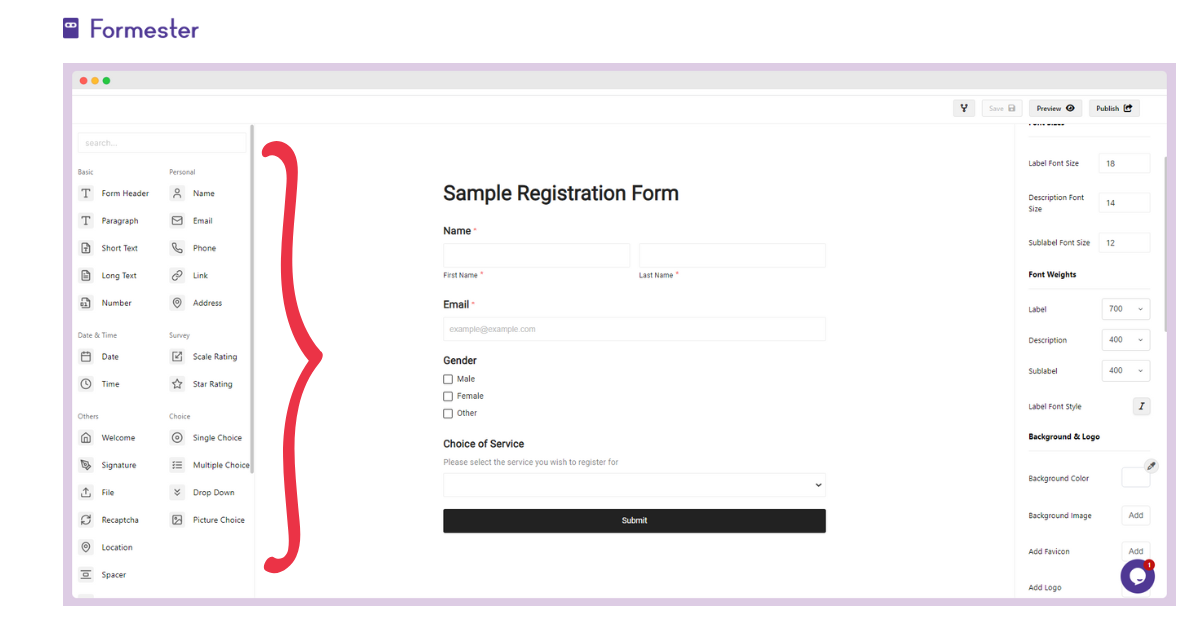 Formester
Save
Preview
Publish
search...
Basic
Form Header
Paragraph
Short Text
Long Text
Number
Personal
Name
Email
Phone
Link
Address
Date & Time
Date
Time
Survey
Scale Rating
Star Rating
Others
Welcome
Signature
File
Recaptcha
Location
Spacer
Choice
Single Choice
Multiple Choice
Drop Down
Picture Choice
Sample Registration Form
Name *
First Name *
Last Name *
Email *
example@example.com
Gender
Male
Female
Other
Choice of Service
Please select the service you wish to register for
Submit
Label Font Size 18
Description Font
Size 14
Sublabel Font Size 12
Font Weights
Label 700
Description 400
Sublabel 400
Label Font Style I
Background & Logo
Background Color
Background Image Add
Add Favicon Add
1
Add Logo